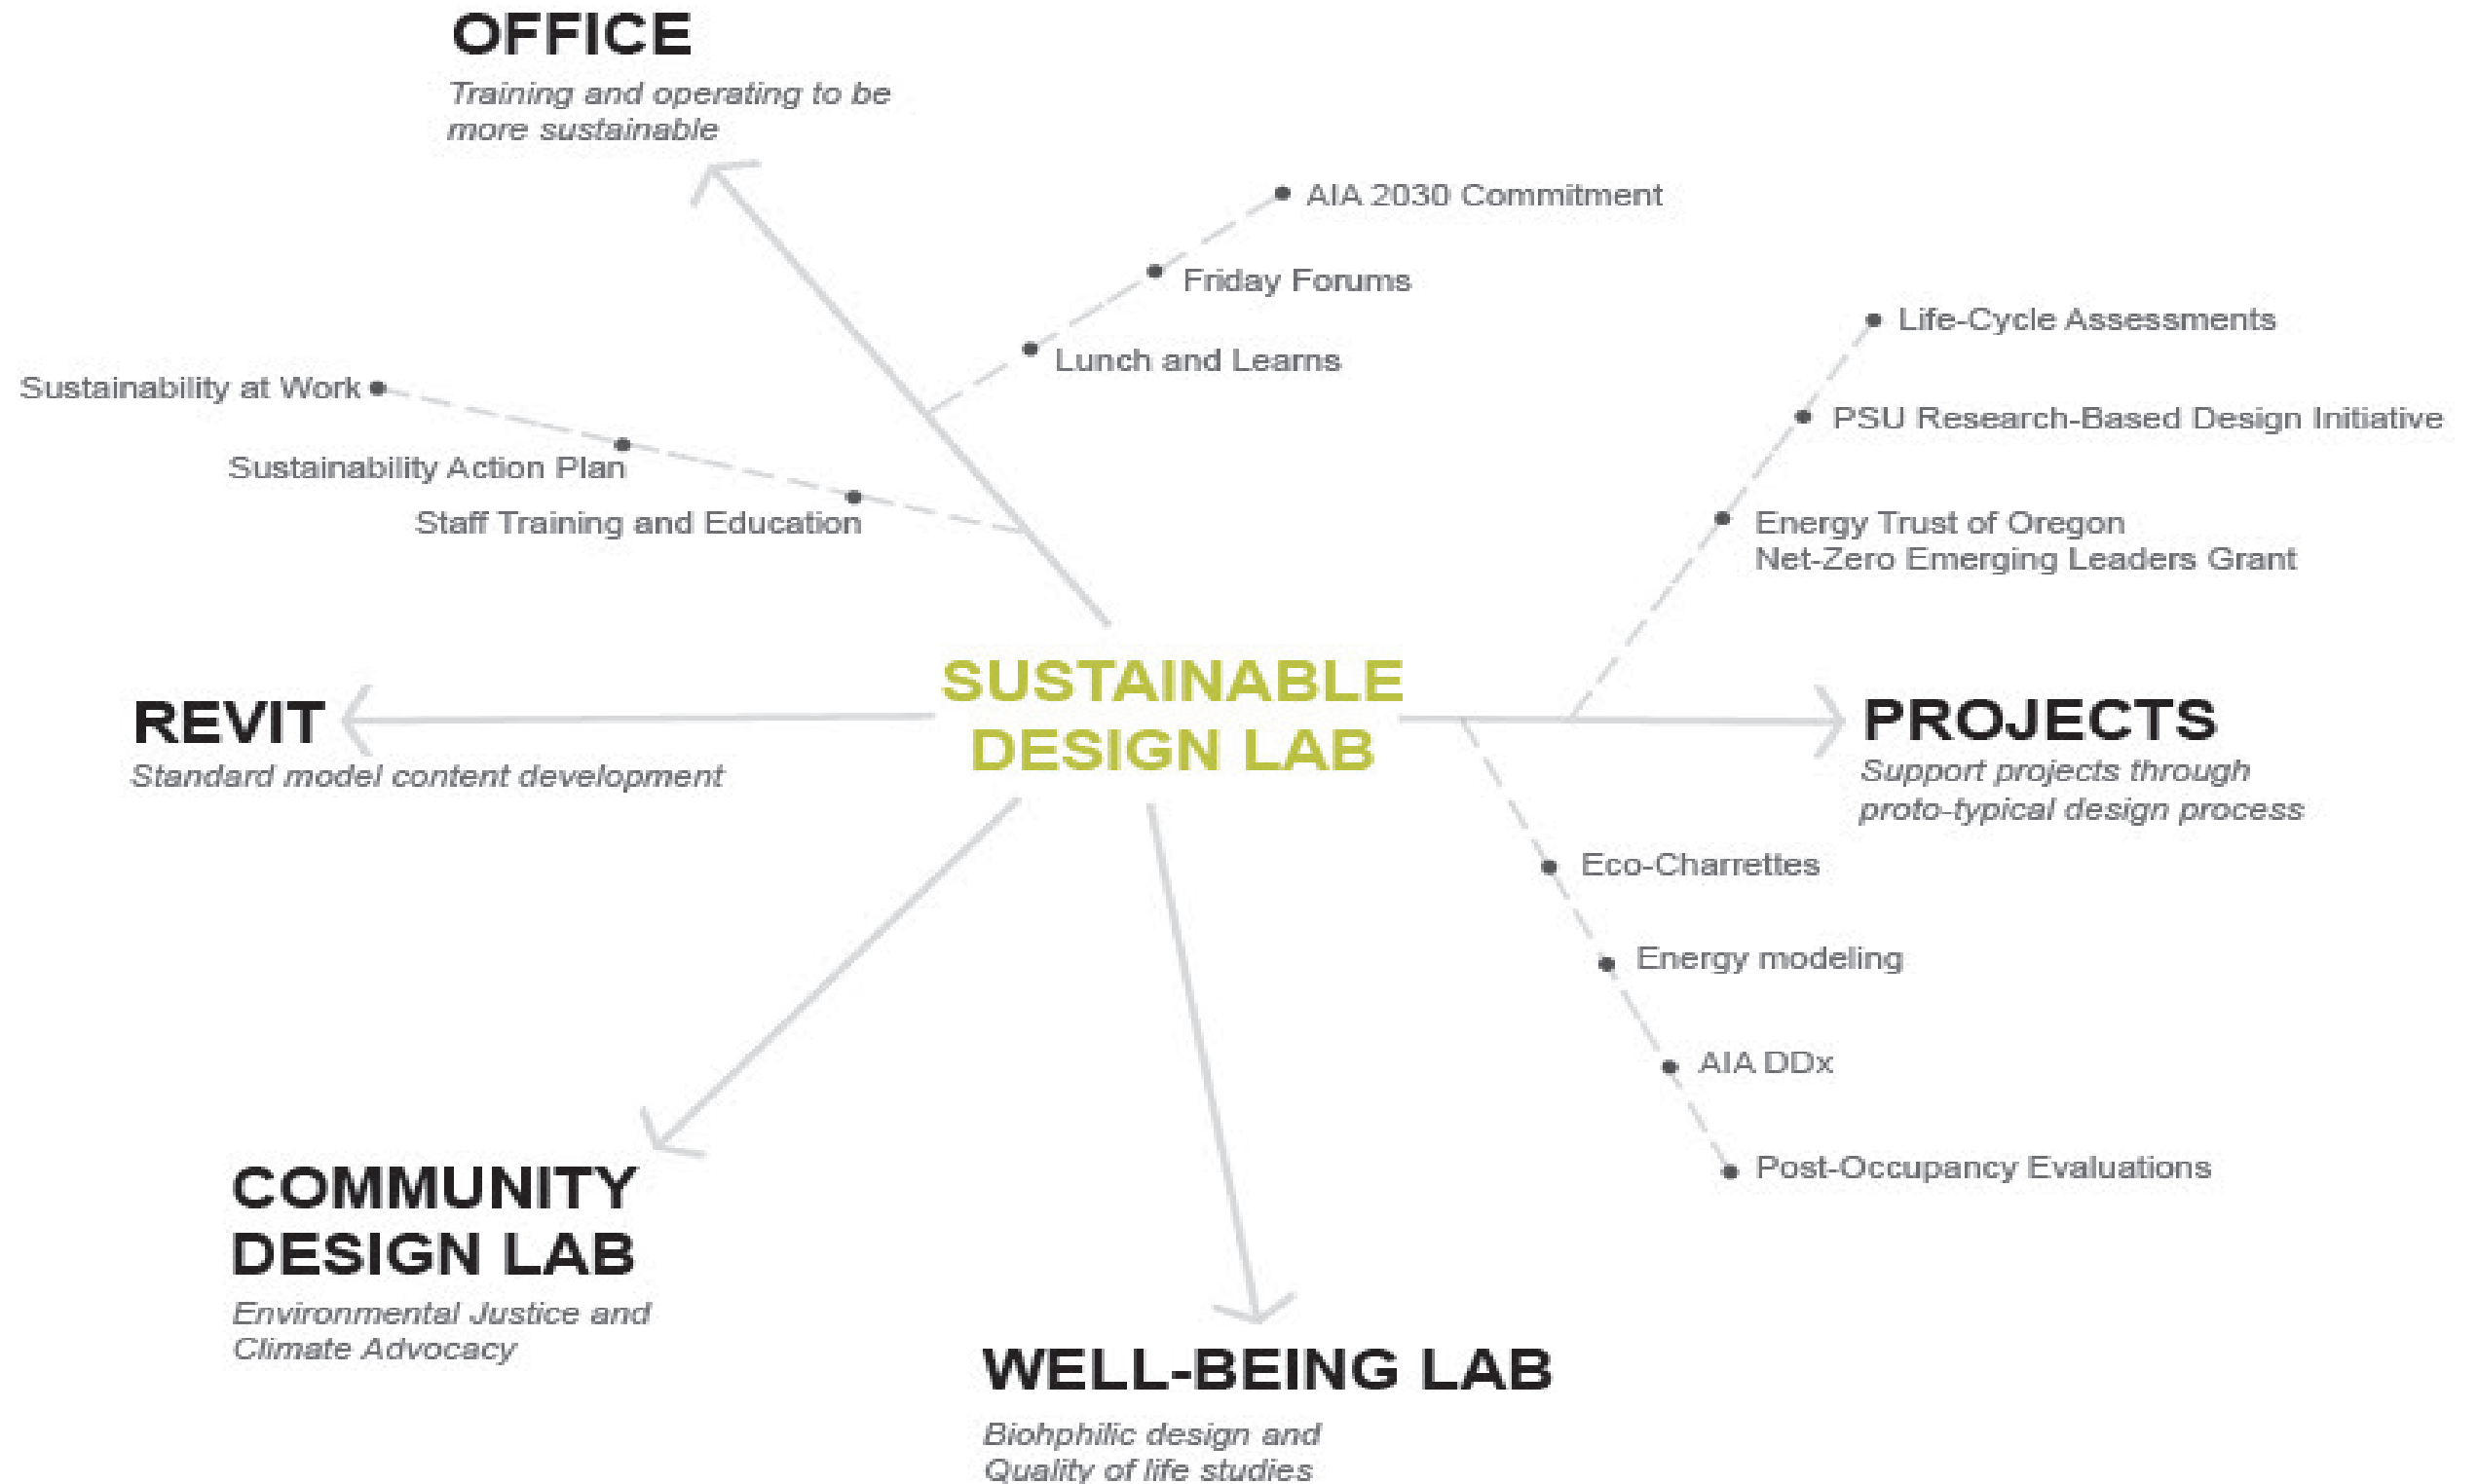 OFFICE
Training and operating to be
more sustainable
AIA 2030 Commitment
Friday Forums
Lunch and Learns
Sustainability at Work
Sustainability Action Plan
Staff Training and Education
Life-Cycle Assessments
PSU Research-Based Design Initiative
Energy Trust of Oregon
Net-Zero Emerging Leaders Grant
SUSTAINABLE
DESIGN LAB
REVIT
Standard model content development
PROJECTS
Support projects through
proto-typical design process
Eco-Charrettes
Energy modeling
AIA DDx
Post-Occupancy Evaluations
COMMUNITY
DESIGN LAB
Environmental Justice and
Climate Advocacy
WELL-BEING LAB
Biohphilic design and
Quality of life studies